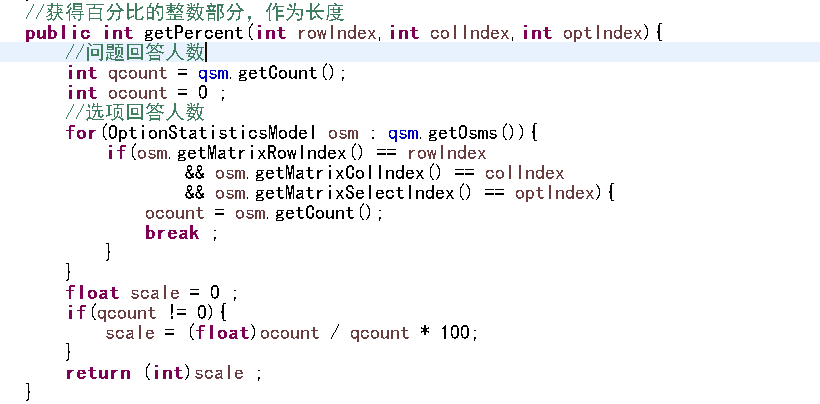 //获得百分比的整数部分，作为长度
public int getPercent(int rowIndex,int colIndex,int optIndex){
//问题回答人数
int qcount = qsm.getCount();
int ocount = 0 ;
//选项回答人数
for(OptionStatisticsModel osm : qsm.getOsms()){
if(osm.getMatrixRowIndex() == rowIndex
&& osm.getMatrixColIndex() == colIndex
&& osm.getMatrixSelectIndex() == optIndex){
ocount = osm.getCount();
break ;
}
}
float scale = 0 ;
if(qcount != 0){
scale = (float)ocount / qcount * 100;
}
return (int)scale ;
}